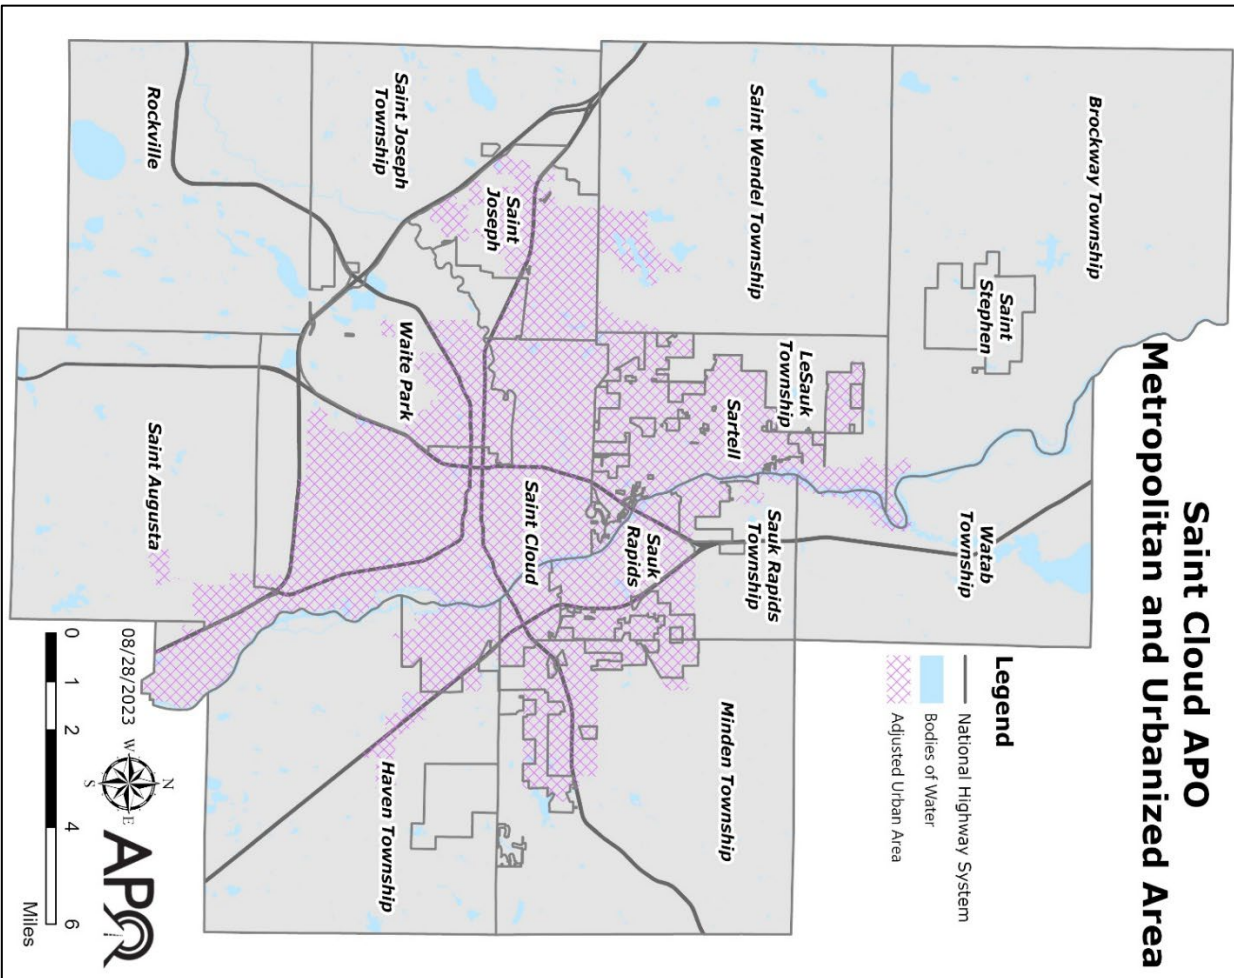 Saint Cloud APO
Metropolitan and Urbanized Area
Brockway Township
Saint
Stephen
Saint Wendel Township
LeSauk
Township
Watab
Township
Sartell
Sauk Rapids
Township
Saint Joseph
Township
Saint
Joseph
Sauk
Rapids
Minden Township
Saint Cloud
Waite Park
Rockville
Haven Township
Saint Augusta
Legend
National Highway System
Bodies of Water
Adjusted Urban Area
08/28/2023
N
W
E
S
APO
0 1 2 4 6
Miles